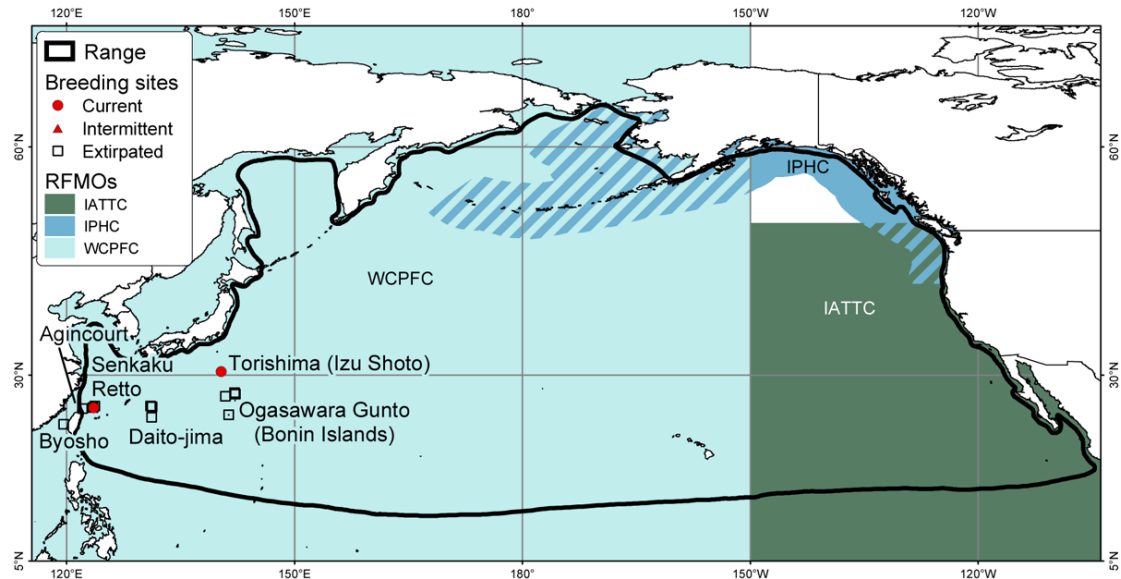 120°E
150°E
180°
150°W
120°W
Range
Breeding sites
Current
Intermittent
Extirpated
RFMOs
IATTC
IPHC
WCPFC
60°N
60°N
IPHC
WCPFC
IATTC
Agincourt
Senkaku
Retto
Torishima (Izu Shoto)
30°N
30°N
Ogasawara Gunto
(Bonin Islands)
Daito-jima
Byosho
5°N
5°N
120°E
150°E
180°
150°W
120°W